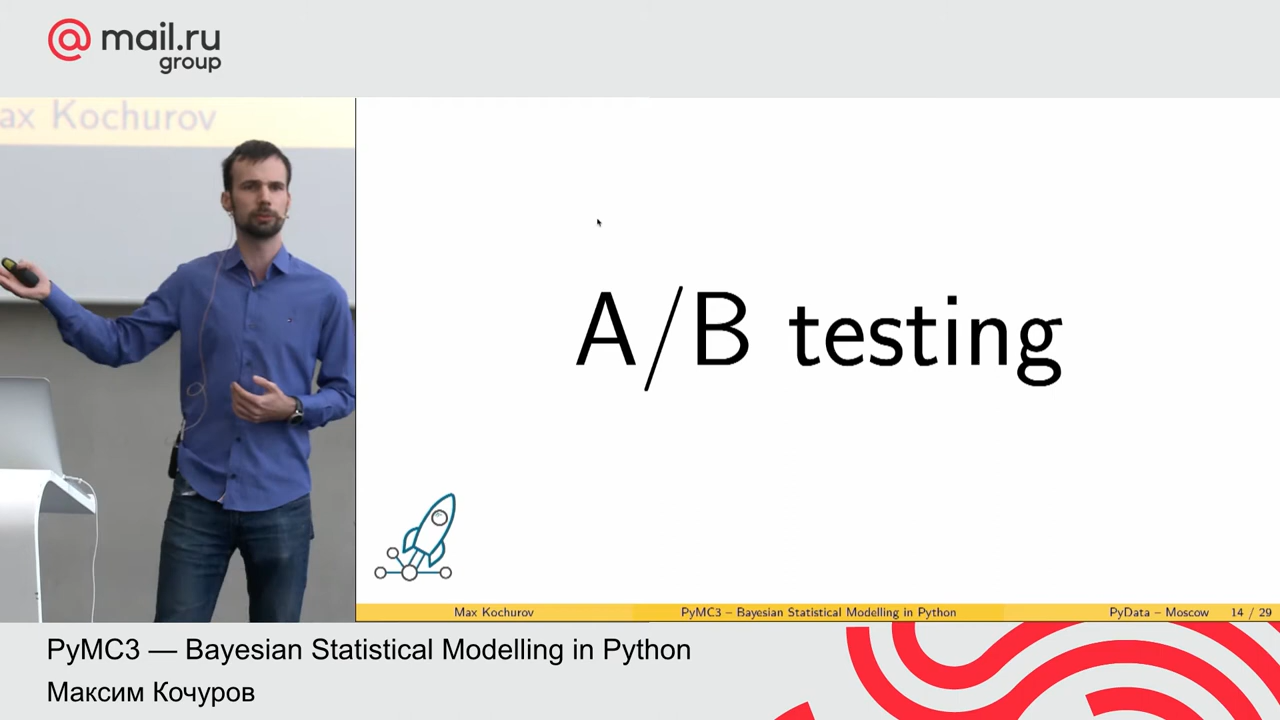 @mail.ru
group
ax Kochurov
A/B testing
Max Kochurov PyMC3 – Bayesian Statistical Modelling in Python PyData – Moscow 14 / 29
PyMC3 — Bayesian Statistical Modelling in Python
Максим Кочуров